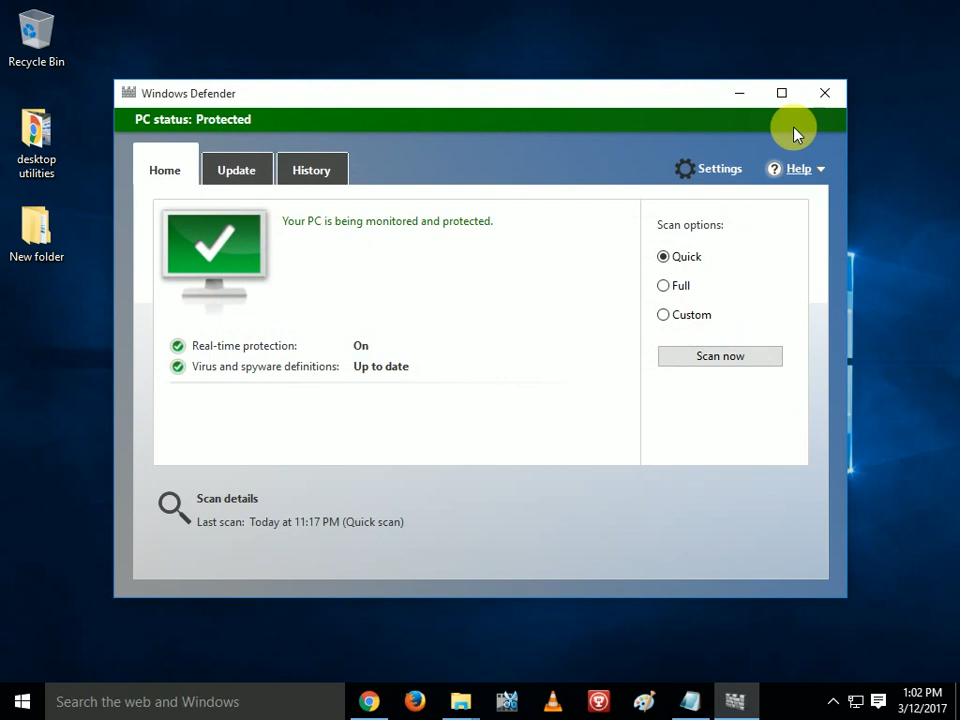 Recycle Bin
desktop
utilities
New folder
Windows Defender
PC status: Protected
Home
Update
History
Settings
? Help
Your PC is being monitored and protected.
Real-time protection: On
Virus and spyware definitions: Up to date
Scan options:
Quick
Full
Custom
Scan now
Scan details
Last scan: Today at 11:17 PM (Quick scan)
Search the web and Windows
1:02 PM
3/12/2017